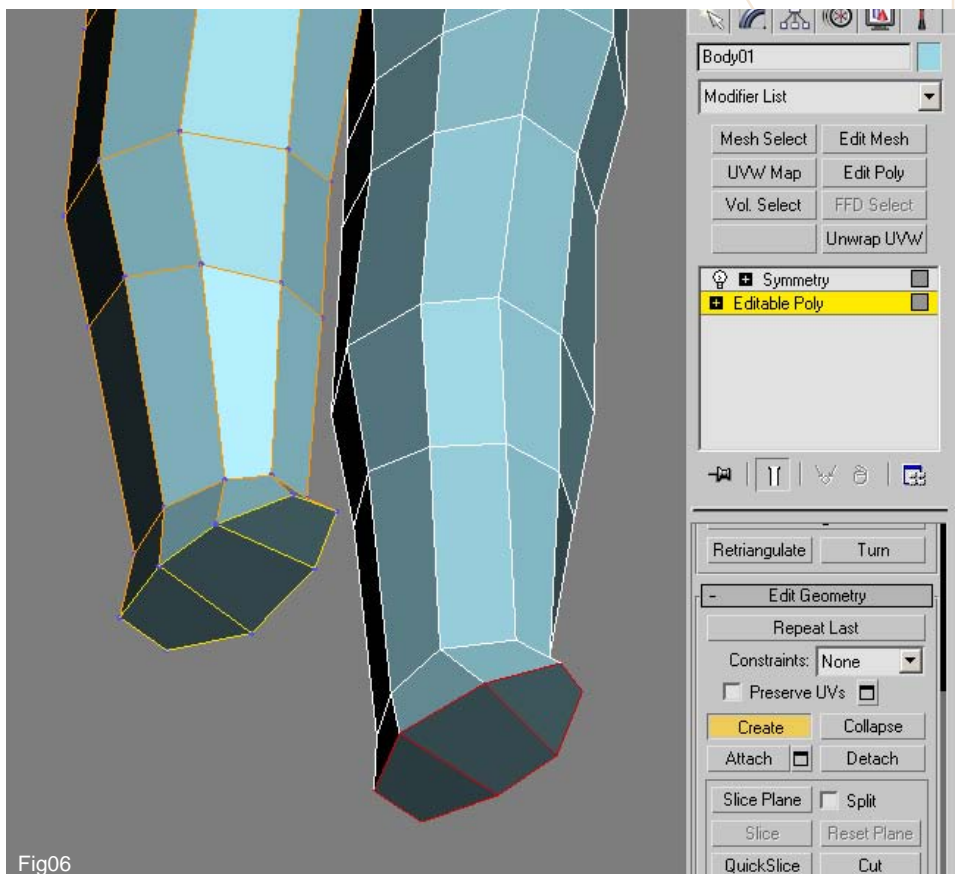 Body01
Modifier List
Mesh Select Edit Mesh
UVW Map Edit Poly
Vol. Select FFD Select
Unwrap UVW
Symmetry
Editable Poly
Retriangulate Turn
- Edit Geometry
Repeat Last
Constraints: None
Preserve UVs
Create Collapse
Attach Detach
Slice Plane Split
Slice Reset Plane
QuickSlice Cut
Fig06